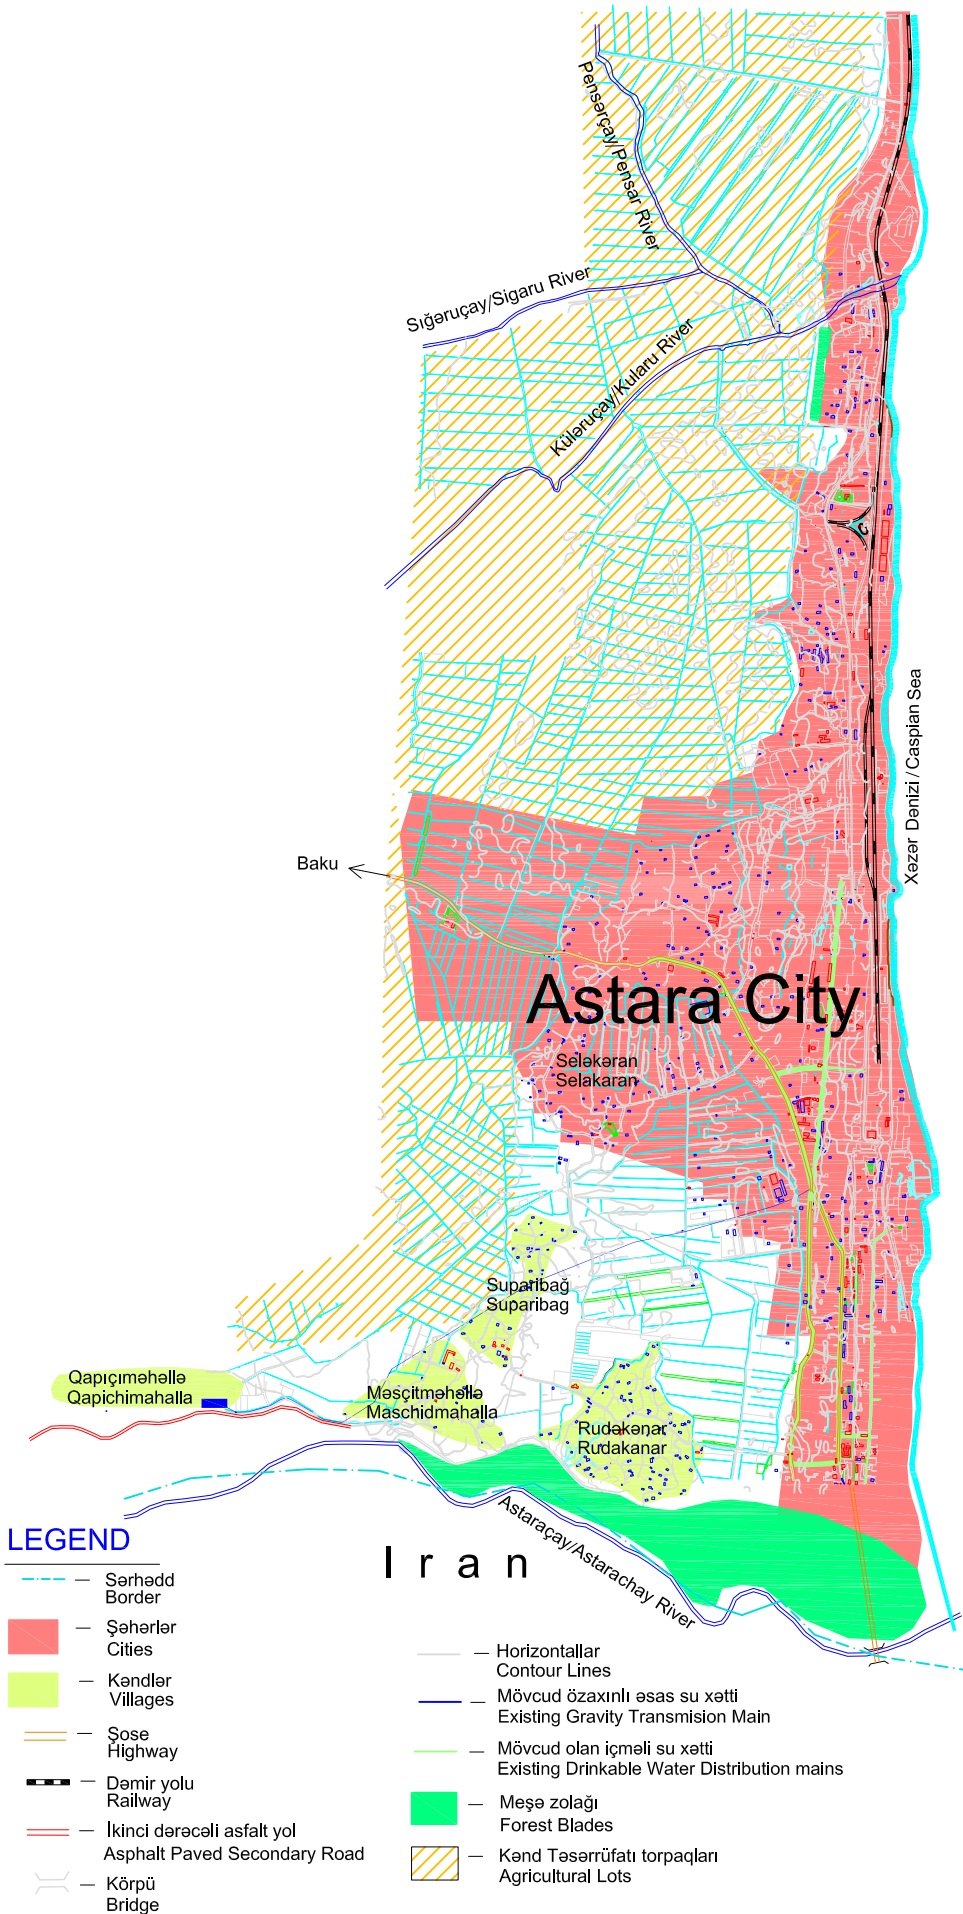 Pensərçay/Pensar River
Sığəruçay/Sigaru River
Küləruçay/Kularu River
Xəzər Dənizi / Caspian Sea
Baku
Astara City
Seləkəran
Selakaran
Suparibağ
Suparibag
Qapıçıməhəllə
Qapichimahalla
Məsçitməhəllə
Maschidmahalla
Rudəkənar
Rudakanar
Astaraçay/Astarachay River
Iran
LEGEND
Sərhədd
Border
Şəhərlər
Cities
Kəndlər
Villages
Şose
Highway
Dəmir yolu
Railway
İkinci dərəcəli asfalt yol
Asphalt Paved Secondary Road
Körpü
Bridge
Horizontallar
Contour Lines
Mövcud özaxınlı əsas su xətti
Existing Gravity Transmision Main
Mövcud olan içməli su xətti
Existing Drinkable Water Distribution mains
Meşə zolağı
Forest Blades
Kənd Təsərrüfatı torpaqları
Agricultural Lots